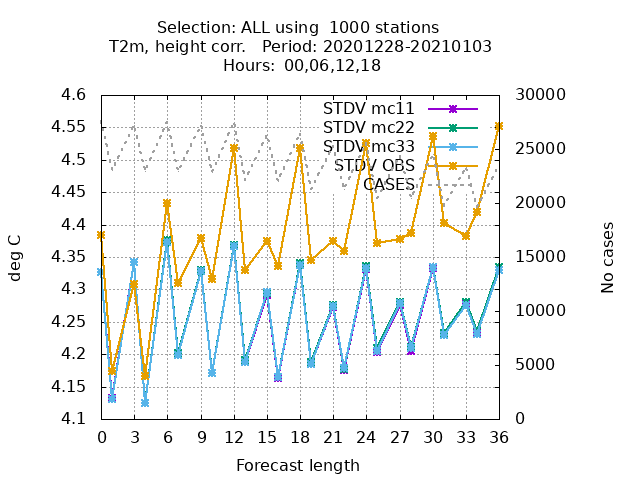 Selection: ALL using  1000 stations
T2m, height corr.   Period: 20201228-20210103
Hours: 00,06,12,18
4.6
4.55
4.5
4.45
4.4
4.35
4.3
4.25
4.2
4.15
4.1
deg C
STDV mc11
STDV mc22
STDV mc33
STDV OBS
CASES
30000
25000
20000
15000
10000
5000
0
No cases
0 3 6 9 12 15 18 21 24 27 30 33 36
Forecast length